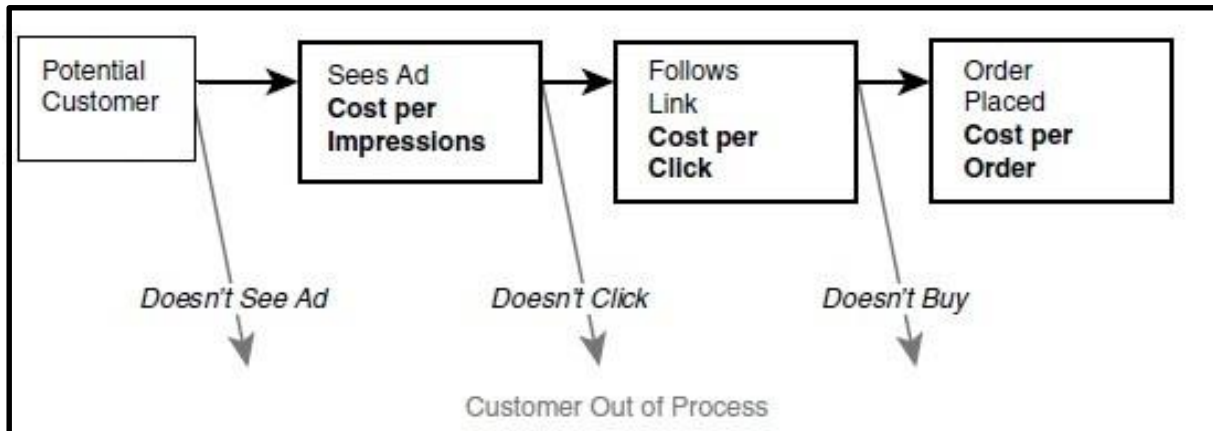 Potential
Customer
Sees Ad
Cost per
Impressions
Follows
Link
Cost per
Click
Order
Placed
Cost per
Order
Doesn't See Ad
Doesn't Click
Doesn't Buy
Customer Out of Process